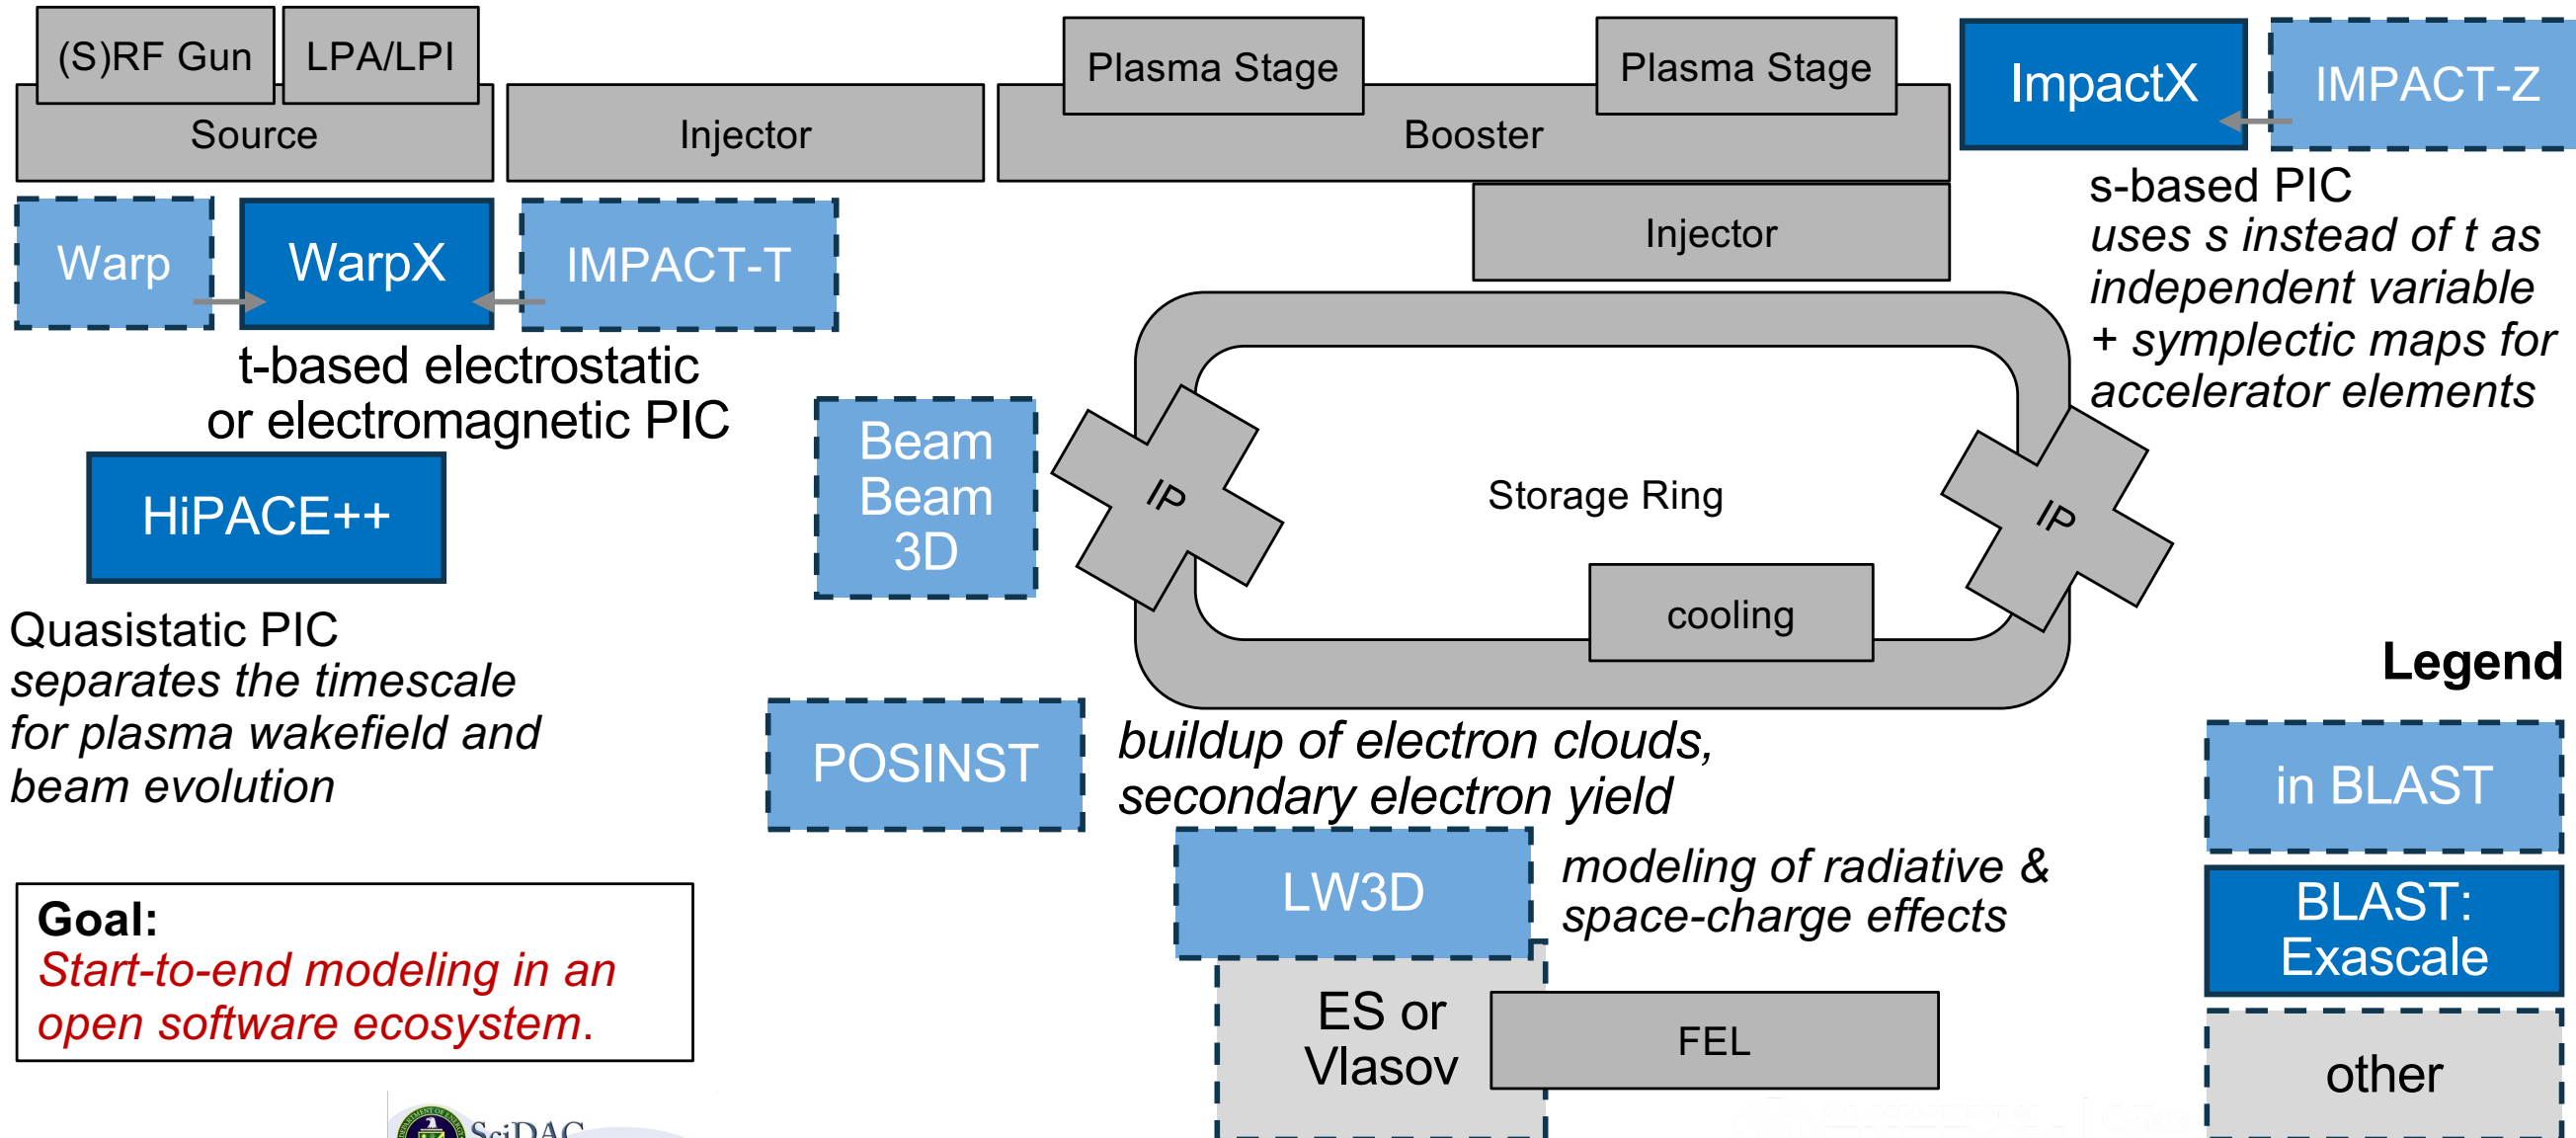 (S)RF Gun
LPA/LPI
Source
Injector
Plasma Stage
Plasma Stage
Booster
Injector
ImpactX
IMPACT-Z
s-based PIC
uses s instead of t as
independent variable
+ symplectic maps for
accelerator elements
Warp
WarpX
IMPACT-T
t-based electrostatic
or electromagnetic PIC
HiPACE++
Quasistatic PIC
separates the timescale
for plasma wakefield and
beam evolution
Beam
Beam
3D
IP
Storage Ring
IP
cooling
POSINST
buildup of electron clouds,
secondary electron yield
LW3D
modeling of radiative &
space-charge effects
ES or
Vlasov
FEL
Goal:
Start-to-end modeling in an
open software ecosystem.
Legend
in BLAST
BLAST:
Exascale
other
SciDAC